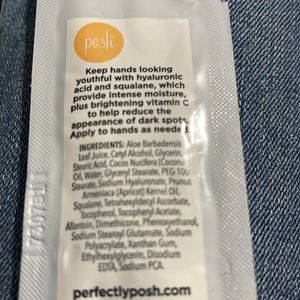 posh
Keep hands looking
youthful with hyaluronic
acid and squalane, which
provide intense moisture,
plus brightening vitamin C
to help reduce the
appearance of dark spots.
Apply to hands as needed
INGREDIENTS: Aloe Barbadensis
Leaf Juice, Cetyl Alcohol, Glycerin,
Stearic Acid, Cocos Nucifera (Coconut)
Oil, Water, Glyceryl Stearate, PEG-100
Stearate, Sodium Hyaluronate, Prunus
Armeniaca (Apricot) Kernel Oil,
Squalane, Tetrahexyldecyl Ascorbate,
Tocopherol, Tocopheryl Acetate,
Allantoin, Dimethicone, Phenoxyethanol,
Sodium Stearoyl Glutamate, Sodium
Polyacrylate, Xanthan Gum,
Ethylhexylglycerin, Disodium
EDTA, Sodium PCA.
perfectlyposh.com